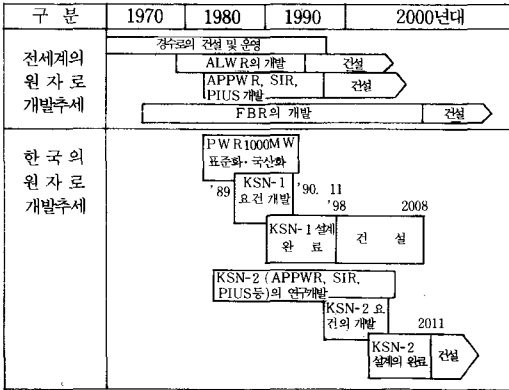 구 분 1970 1980 1990 2000년대
전세계의
원 자 로
개발추세
경수로의 건설 및 운영
ALWR의 개발 건설
APPWR, SIR,
PIUS 개발 건설
FBR의 개발 건설
한 국 의
원 자 로
개발추세
PWR1000MW
표준화·국산화
'89 KSN-1
요건 개발 '90. 11
'98 2008
KSN-1 설계
완 료 건 설
KSN-2 (APPWR, SIR,
PIUS등)의 연구개발
KSN-2 요
건의 개발 2011
KSN-2
설계의 완료 건설